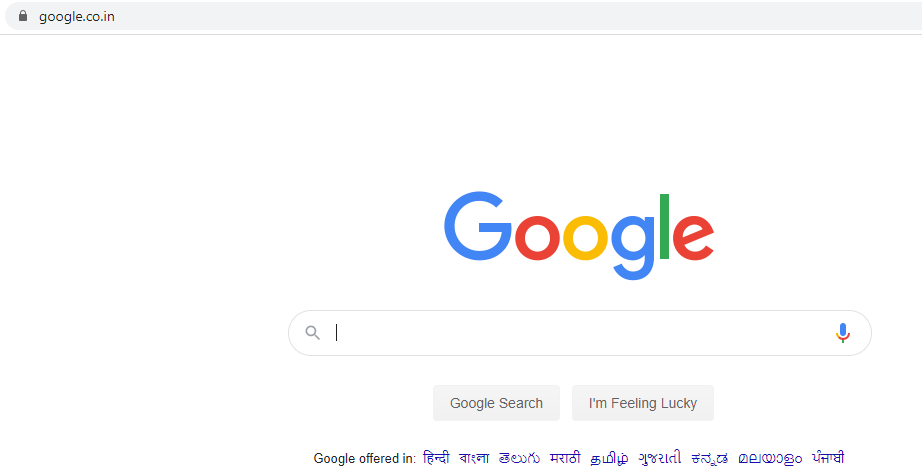 google.co.in
Google
Google Search
I'm Feeling Lucky
Google offered in: हिन्दी বাংলা తెలుగు मराठी தமிழ் ગુજરાતી ಕನ್ನಡ മലയാളം ਪੰਜਾਬੀ